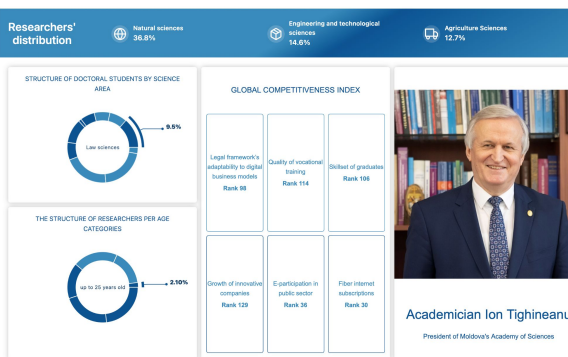 Researchers'
distribution
Natural sciences
36.8%
Engineering and technological
sciences
14.6%
Agriculture Sciences
12.7%
STRUCTURE OF DOCTORAL STUDENTS BY SCIENCE
AREA
9.5%
Law sciences
THE STRUCTURE OF RESEARCHERS PER AGE
CATEGORIES
2.10%
up to 25 years old
GLOBAL COMPETITIVENESS INDEX
Legal framework's
adaptability to digital
business models
Rank 98
Quality of vocational
training
Rank 114
Skillset of graduates
Rank 106
Growth of innovative
companies
Rank 129
E-participation in
public sector
Rank 36
Fiber internet
subscriptions
Rank 30
Academician Ion Tighineanu
President of Moldova's Academy of Sciences